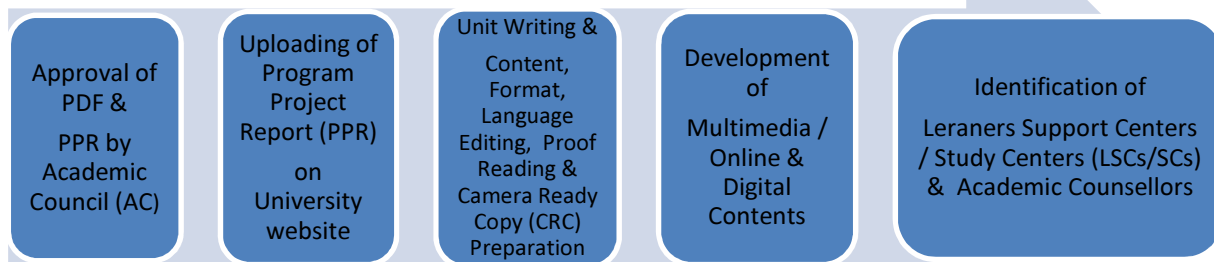 Approval of
PDF &
PPR by
Academic
Council (AC)
Uploading of
Program
Project
Report (PPR)
on
University
website
Unit Writing &
Content,
Format,
Language
Editing, Proof
Reading &
Camera Ready
Copy (CRC)
Preparation
Development
of
Multimedia /
Online &
Digital
Contents
Identification of
Leraners Support Centers
/ Study Centers (LSCs/SCs)
& Academic Counsellors